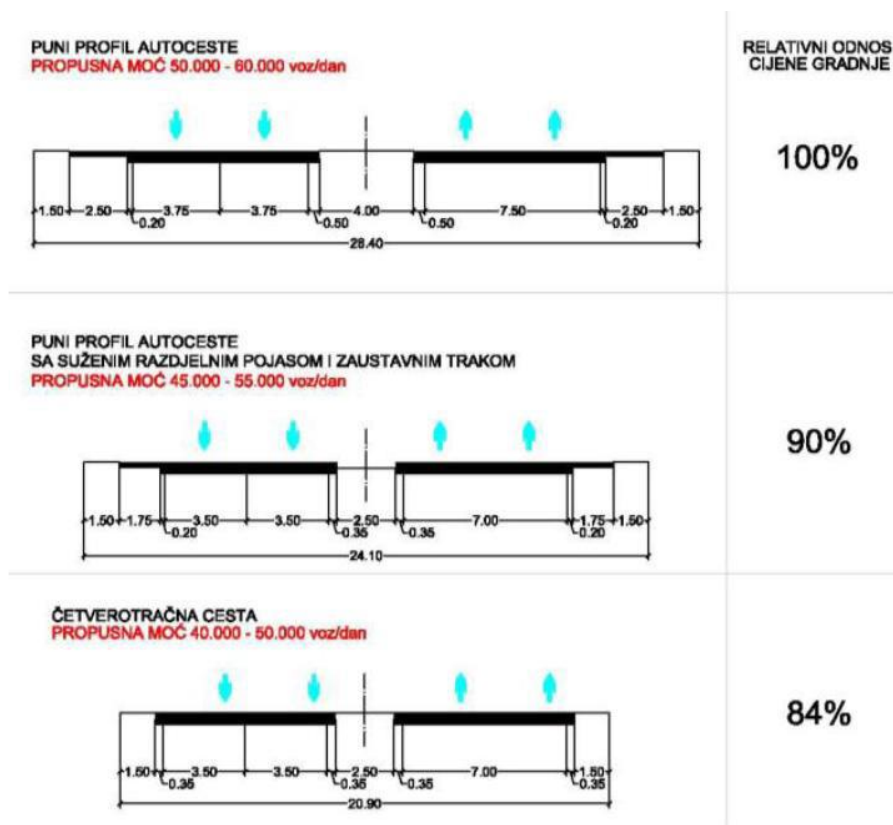 PUNI PROFIL AUTOCESTE
PROPUSNA MOĆ 50.000 - 60.000 voz/dan
RELATIVNI ODNOS
CIJENE GRADNJE
100%
1.50 2.50 3.75 3.75 4.00 7.50 2.50 1.50
0.20 0.50 0.50 0.20
28.40
PUNI PROFIL AUTOCESTE
SA SUŽENIM RAZDJELNIM POJASOM I ZAUSTAVNIM TRAKOM
PROPUSNA MOĆ 45.000 - 55.000 voz/dan
90%
1.50 1.75 3.50 3.50 2.50 7.00 1.75 1.50
0.20 0.35 0.35 0.20
24.10
ČETVEROTRAČNA CESTA
PROPUSNA MOĆ 40.000 - 50.000 voz/dan
84%
1.50 3.50 3.50 2.50 7.00 1.50
0.35 0.35 0.35 0.35
20.90